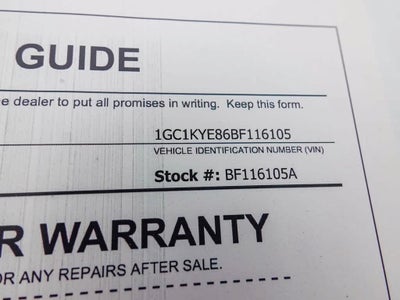 GUIDE
e dealer to put all promises in writing. Keep this form.
1GC1KYE86BF116105
VEHICLE IDENTIFICATION NUMBER (VIN)
Stock #: BF116105A
R WARRANTY
OR ANY REPAIRS AFTER SALE.